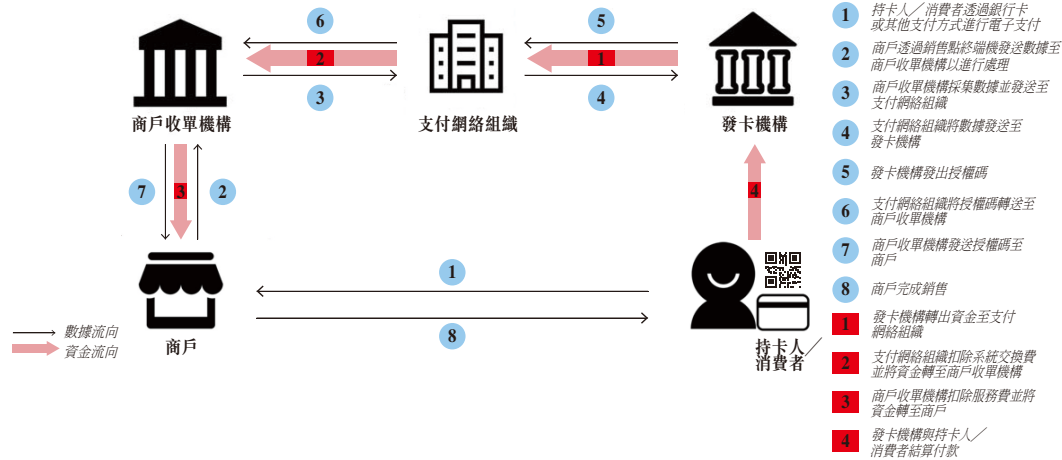 6
2
3
5
1
4
商戶收單機構
支付網絡組織
發卡機構
7
3
2
4
1
8
商戶
持卡人／
消費者
數據流向
資金流向
1 持卡人／消費者透過銀行卡
或其他支付方式進行電子支付
2 商戶透過銷售點終端機發送數據至
商戶收單機構以進行處理
3 商戶收單機構採集數據並發送至
支付網絡組織
4 支付網絡組織將數據發送至
發卡機構
5 發卡機構發出授權碼
6 支付網絡組織將授權碼轉送至
商戶收單機構
7 商戶收單機構發送授權碼至
商戶
8 商戶完成銷售
1 發卡機構轉出資金至支付
網絡組織
2 支付網絡組織扣除系統交換費
並將資金轉至商戶收單機構
3 商戶收單機構扣除服務費並將
資金轉至商戶
4 發卡機構與持卡人／
消費者結算付款